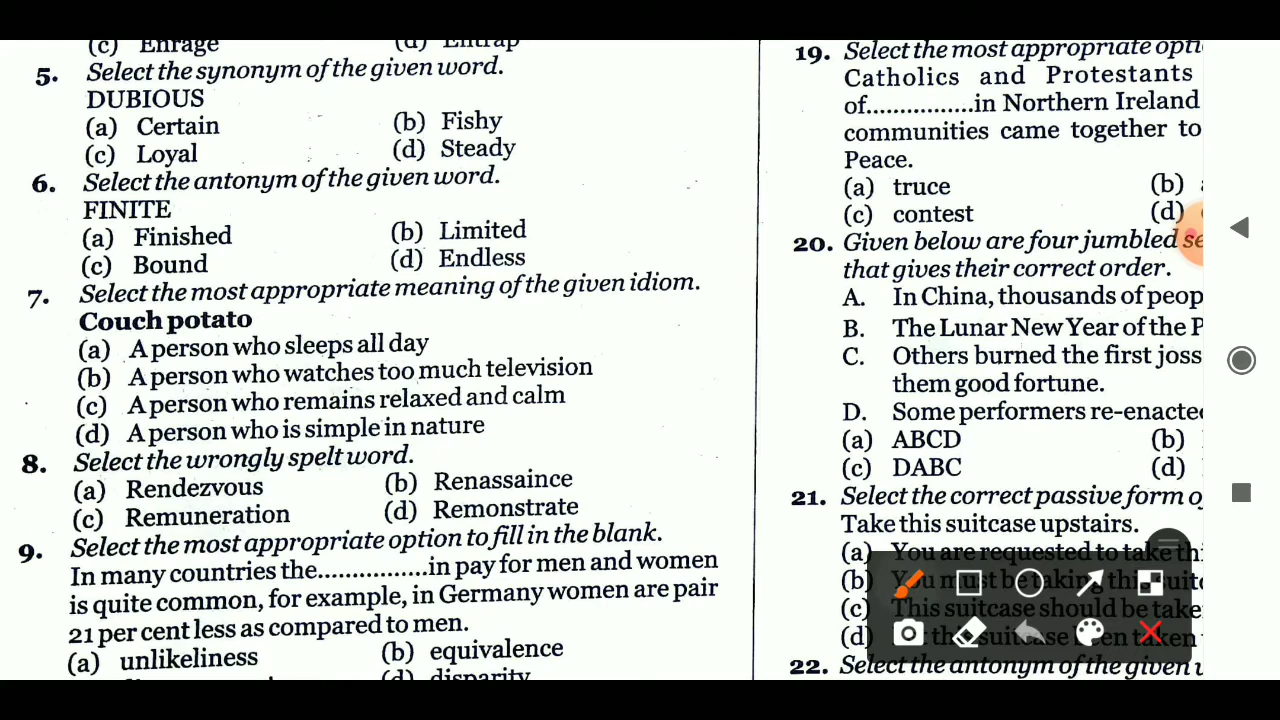 (c) Enrage (d) Entrap
5. Select the synonym of the given word.
DUBIOUS
(a) Certain (b) Fishy
(c) Loyal (d) Steady
6. Select the antonym of the given word.
FINITE
(a) Finished (b) Limited
(c) Bound (d) Endless
7. Select the most appropriate meaning of the given idiom.
Couch potato
(a) A person who sleeps all day
(b) A person who watches too much television
(c) A person who remains relaxed and calm
(d) A person who is simple in nature
8. Select the wrongly spelt word.
(a) Rendezvous (b) Renassaince
(c) Remuneration (d) Remonstrate
9. Select the most appropriate option to fill in the blank.
In many countries the................in pay for men and women
is quite common, for example, in Germany women are pair
21 per cent less as compared to men.
(a) unlikeliness (b) equivalence
(d) disparity
19. Select the most appropriate
Catholics and Protestants
of................in Northern Ireland
communities came together to
Peace.
(a) truce (b)
(c) contest (d)
20. Given below are four jumbled
that gives their correct order.
A. In China, thousands of
B. The Lunar New Year of the
C. Others burned the first joss
them good fortune.
D. Some performers
(a) ABCD (b)
(c) DABC (d)
21. Select the correct passive form
Take this suitcase upstairs.
(a) You are requested to take
(b) You must be taking this
(c) This suitcase should be
(d)
22. Select the antonym of the given